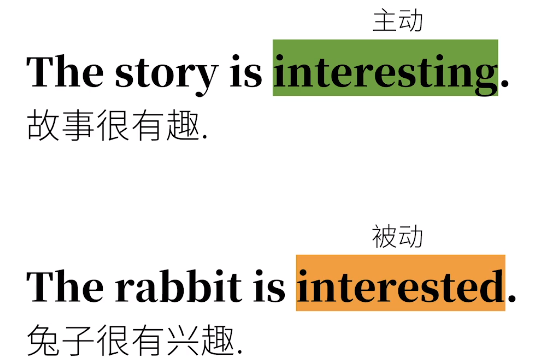 主动
The story is interesting.
故事很有趣.
被动
The rabbit is interested.
兔子很有兴趣.